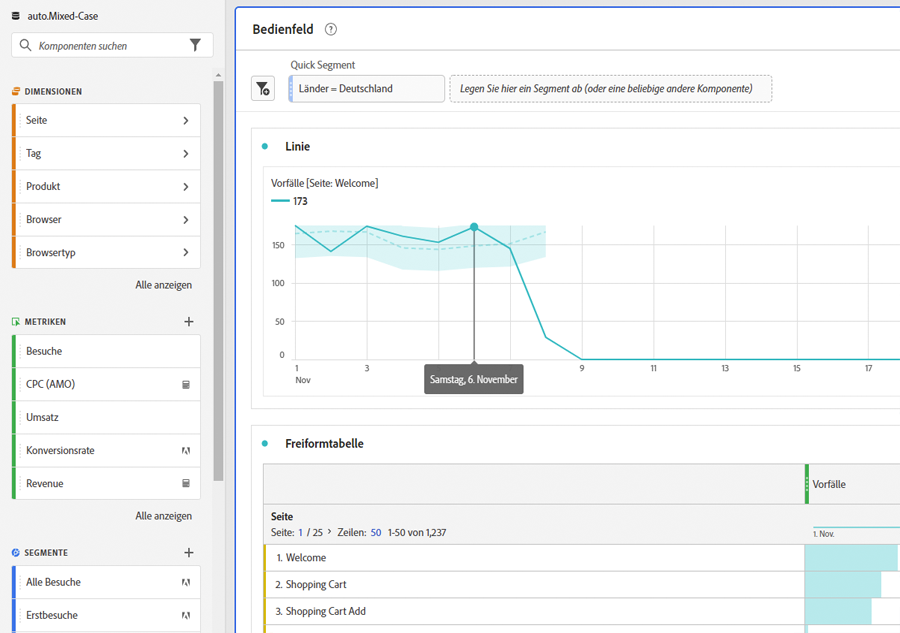 auto.Mixed-Case
Komponenten suchen
DIMENSIONEN
Seite
Tag
Produkt
Browser
Browsertyp
Alle anzeigen
METRIKEN
Besuche
CPC (AMO)
Umsatz
Konversionsrate
Revenue
Alle anzeigen
SEGMENTE
Alle Besuche
Erstbesuche
Bedienfeld
Quick Segment
Länder = Deutschland
Legen Sie hier ein Segment ab (oder eine beliebige andere Komponente)
Linie
Vorfälle [Seite: Welcome]
173
150
100
50
0
1 3 9 11 13 15 17
Nov
Samstag, 6. November
Freiformtabelle
Vorfälle
Seite
Seite: 1 / 25 > Zeilen: 50 1-50 von 1,237
1. Nov.
1. Welcome
2. Shopping Cart
3. Shopping Cart Add